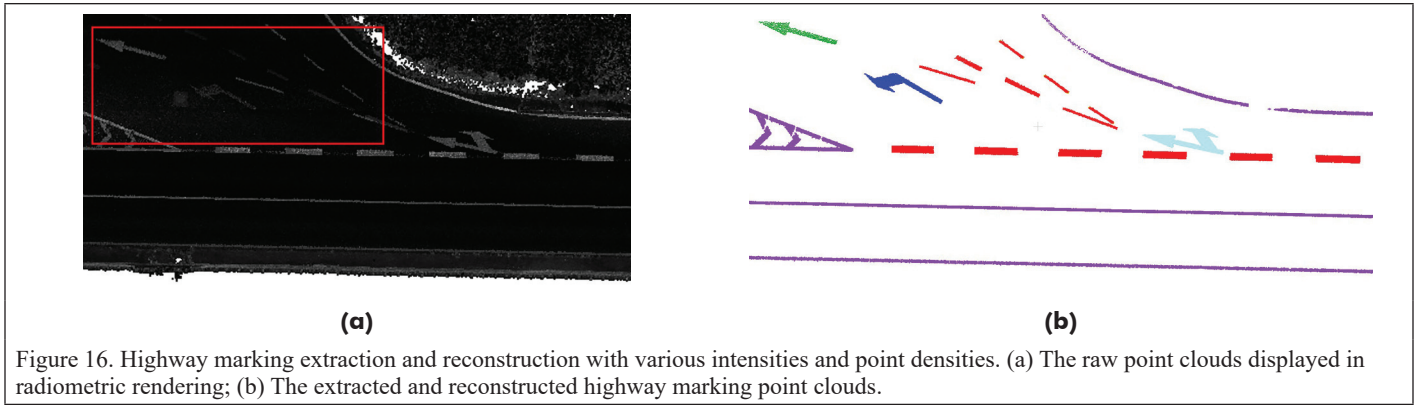 (a)
(b)
Figure 16. Highway marking extraction and reconstruction with various intensities and point densities. (a) The raw point clouds displayed in
radiometric rendering; (b) The extracted and reconstructed highway marking point clouds.